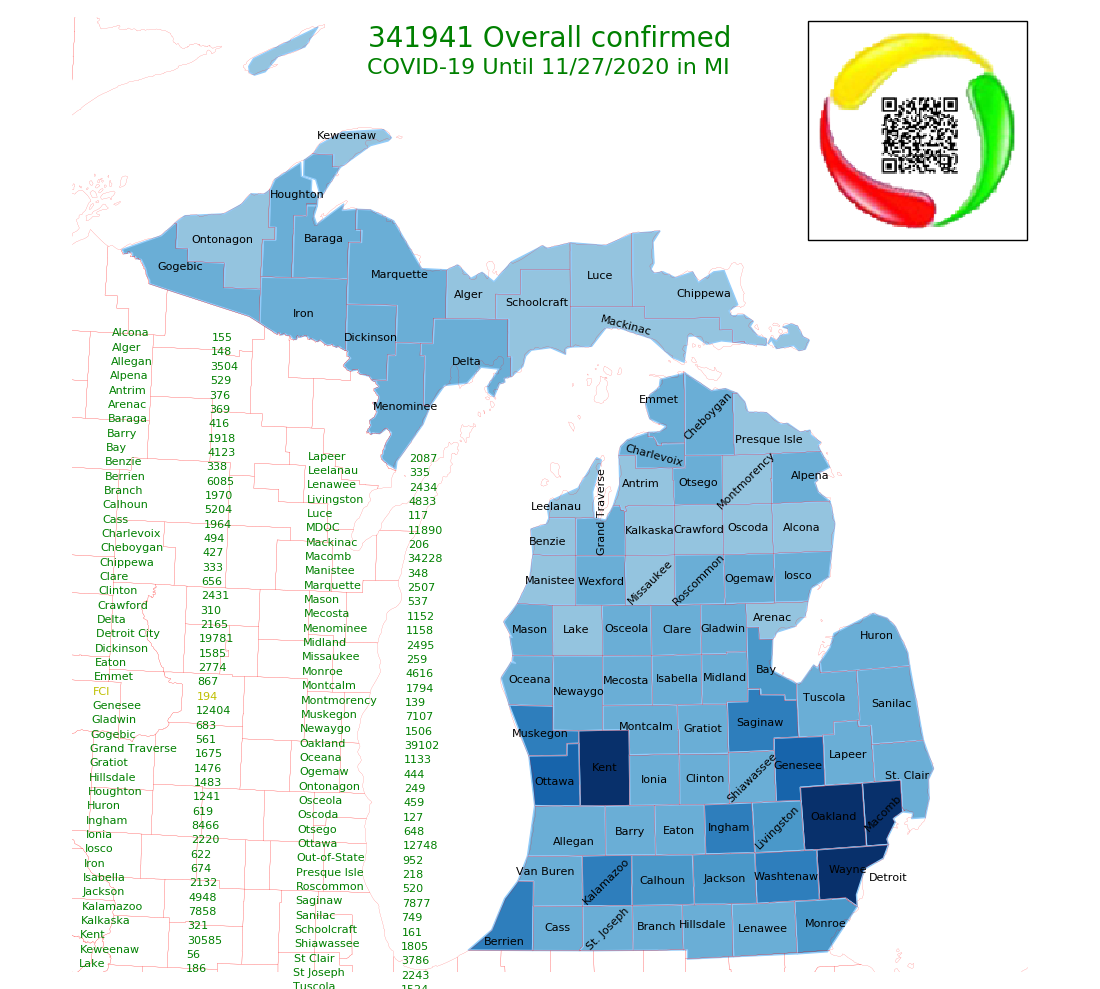 341941 Overall confirmed
COVID-19 Until 11/27/2020 in MI
Keweenaw
Houghton
Ontonagon
Baraga
Gogebic
Marquette
Iron
Dickinson
Menominee
Delta
Alger
Schoolcraft
Luce
Chippewa
Mackinac
Emmet
Cheboygan
Presque Isle
Charlevoix
Antrim
Otsego
Montmorency
Alpena
Leelanau
Grand Traverse
Benzie
Kalkaska
Crawford
Oscoda
Alcona
Manistee
Wexford
Missaukee
Roscommon
Ogemaw
Iosco
Mason
Lake
Osceola
Clare
Gladwin
Arenac
Huron
Oceana
Newaygo
Mecosta
Isabella
Midland
Bay
Tuscola
Sanilac
Muskegon
Montcalm
Gratiot
Saginaw
Ottawa
Kent
Ionia
Clinton
Shiawassee
Genesee
Lapeer
St. Clair
Allegan
Barry
Eaton
Ingham
Livingston
Oakland
Macomb
Van Buren
Kalamazoo
Calhoun
Jackson
Washtenaw
Wayne
Detroit
Berrien
Cass
St. Joseph
Branch
Hillsdale
Lenawee
Monroe
Alcona 155
Alger 148
Allegan 3504
Alpena 529
Antrim 376
Arenac 369
Baraga 416
Barry 1918
Bay 4123
Benzie 338
Berrien 6085
Branch 1970
Calhoun 5204
Cass 1964
Charlevoix 494
Cheboygan 427
Chippewa 333
Clare 656
Clinton 2431
Crawford 310
Delta 2165
Detroit City 19781
Dickinson 1585
Eaton 2774
Emmet 867
FCI 194
Genesee 12404
Gladwin 683
Gogebic 561
Grand Traverse 1675
Gratiot 1476
Hillsdale 1483
Houghton 1241
Huron 619
Ingham 8466
Ionia 2220
Iosco 622
Iron 674
Isabella 2132
Jackson 4948
Kalamazoo 7858
Kalkaska 321
Kent 30585
Keweenaw 56
Lake 186
Lapeer 2087
Leelanau 335
Lenawee 2434
Livingston 4833
Luce 117
MDOC 11890
Mackinac 206
Macomb 34228
Manistee 348
Marquette 2507
Mason 537
Mecosta 1152
Menominee 1158
Midland 2495
Missaukee 259
Monroe 4616
Montcalm 1794
Montmorency 139
Muskegon 7107
Newaygo 1506
Oakland 39102
Oceana 1133
Ogemaw 444
Ontonagon 249
Osceola 459
Oscoda 127
Otsego 648
Ottawa 12748
Out-of-State 952
Presque Isle 218
Roscommon 520
Saginaw 7877
Sanilac 749
Schoolcraft 161
Shiawassee 1805
St Clair 3786
St Joseph 2243
Tuscola 1524